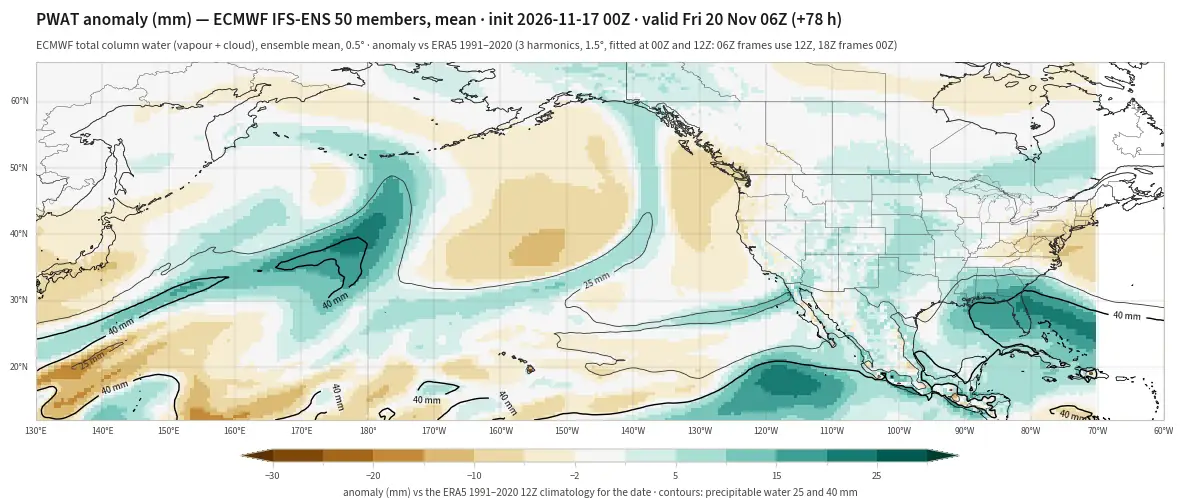 PWAT anomaly (mm) — ECMWF IFS-ENS 50 members, mean · init 2026-11-17 00Z · valid Fri 20 Nov 06Z (+78 h)
ECMWF total column water (vapour + cloud), ensemble mean, 0.5° · anomaly vs ERA5 1991–2020 (3 harmonics, 1.5°, fitted at 00Z and 12Z: 06Z frames use 12Z, 18Z frames 00Z)
60°N
50°N
40°N
30°N
20°N
25 mm
40 mm
40 mm
40 mm
25 mm
40 mm
40 mm
40 mm
40 mm
40 mm
130°E 140°E 150°E 160°E 170°E 180° 170°W 160°W 150°W 140°W 130°W 120°W 110°W 100°W 90°W 80°W 70°W 60°W
−30 −20 −10 −2 5 15 25
anomaly (mm) vs the ERA5 1991–2020 12Z climatology for the date · contours: precipitable water 25 and 40 mm